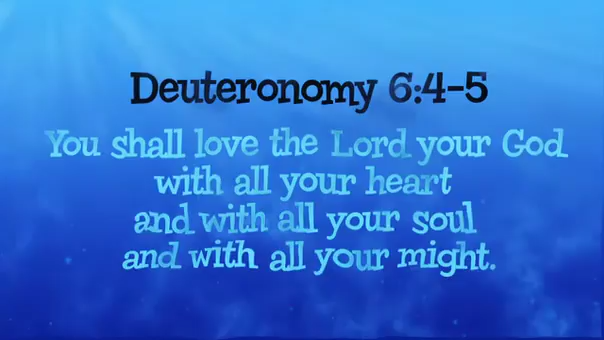 Deuteronomy 6:4-5
You shall love the Lord your God
with all your heart
and with all your soul
and with all your might.